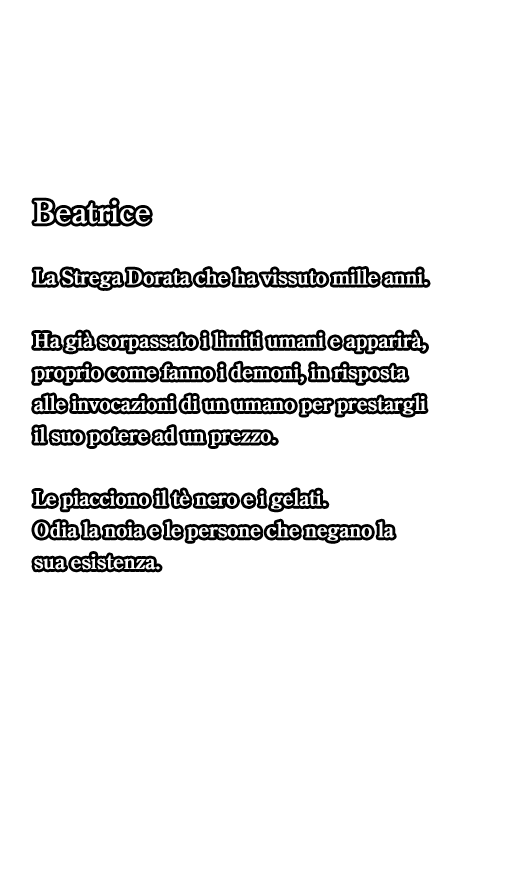 Beatrice
La Strega Dorata che ha vissuto mille anni.
Ha già sorpassato i limiti umani e apparirà,
proprio come fanno i demoni, in risposta
alle invocazioni di un umano per prestargli
il suo potere ad un prezzo.
Le piacciono il tè nero e i gelati.
Odia la noia e le persone che negano la
sua esistenza.